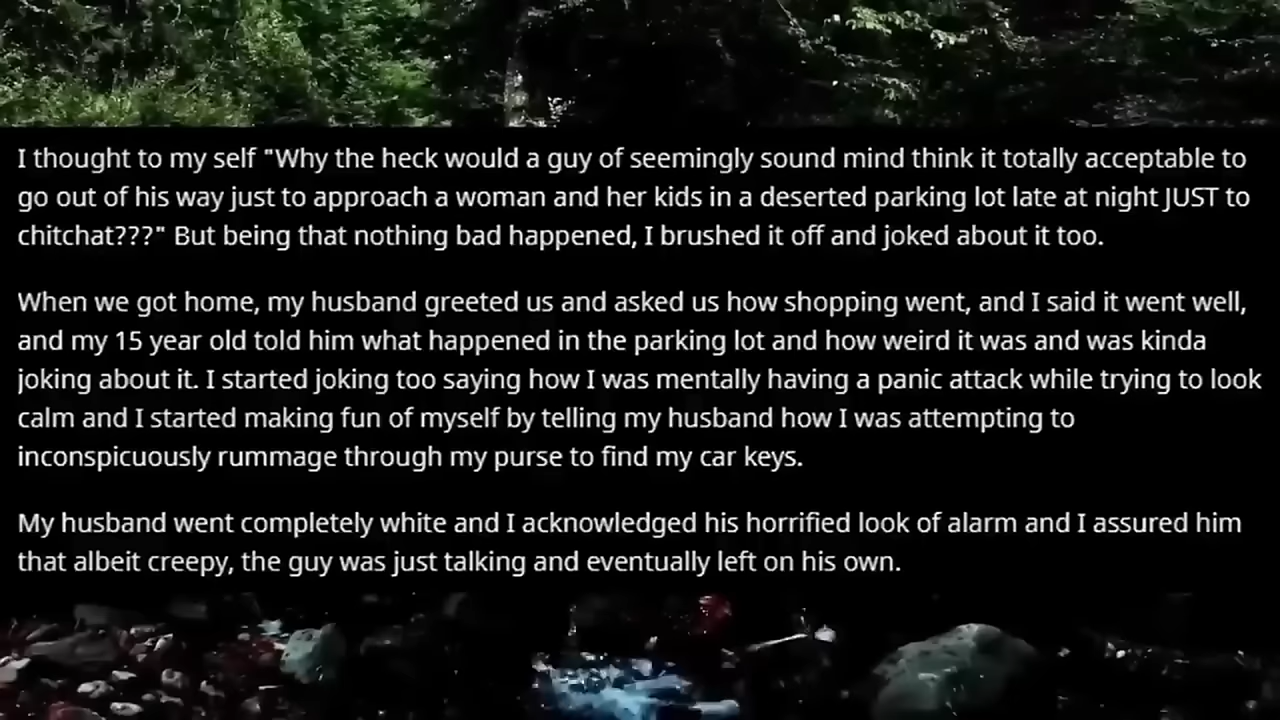 I thought to my self "Why the heck would a guy of seemingly sound mind think it totally acceptable to
go out of his way just to approach a woman and her kids in a deserted parking lot late at night JUST to
chitchat???" But being that nothing bad happened, I brushed it off and joked about it too.
When we got home, my husband greeted us and asked us how shopping went, and I said it went well,
and my 15 year old told him what happened in the parking lot and how weird it was and was kinda
joking about it. I started joking too saying how I was mentally having a panic attack while trying to look
calm and I started making fun of myself by telling my husband how I was attempting to
inconspicuously rummage through my purse to find my car keys.
My husband went completely white and I acknowledged his horrified look of alarm and I assured him
that albeit creepy, the guy was just talking and eventually left on his own.